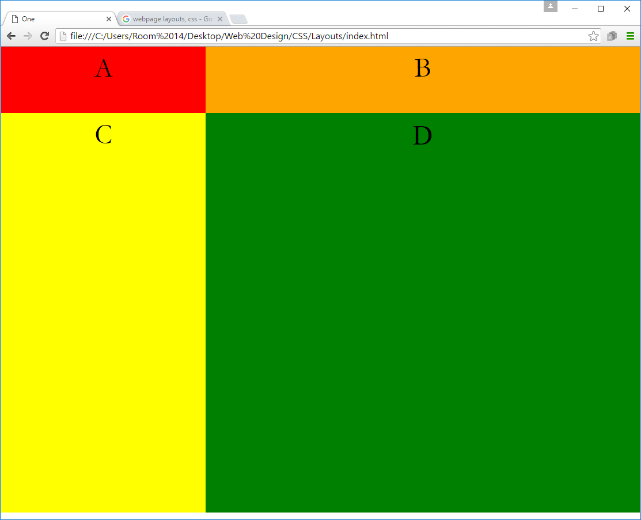 One
webpage layouts, css - Go
file:///C:/Users/Room%2014/Desktop/Web%20Design/CSS/Layouts/index.html
A
B
C
D